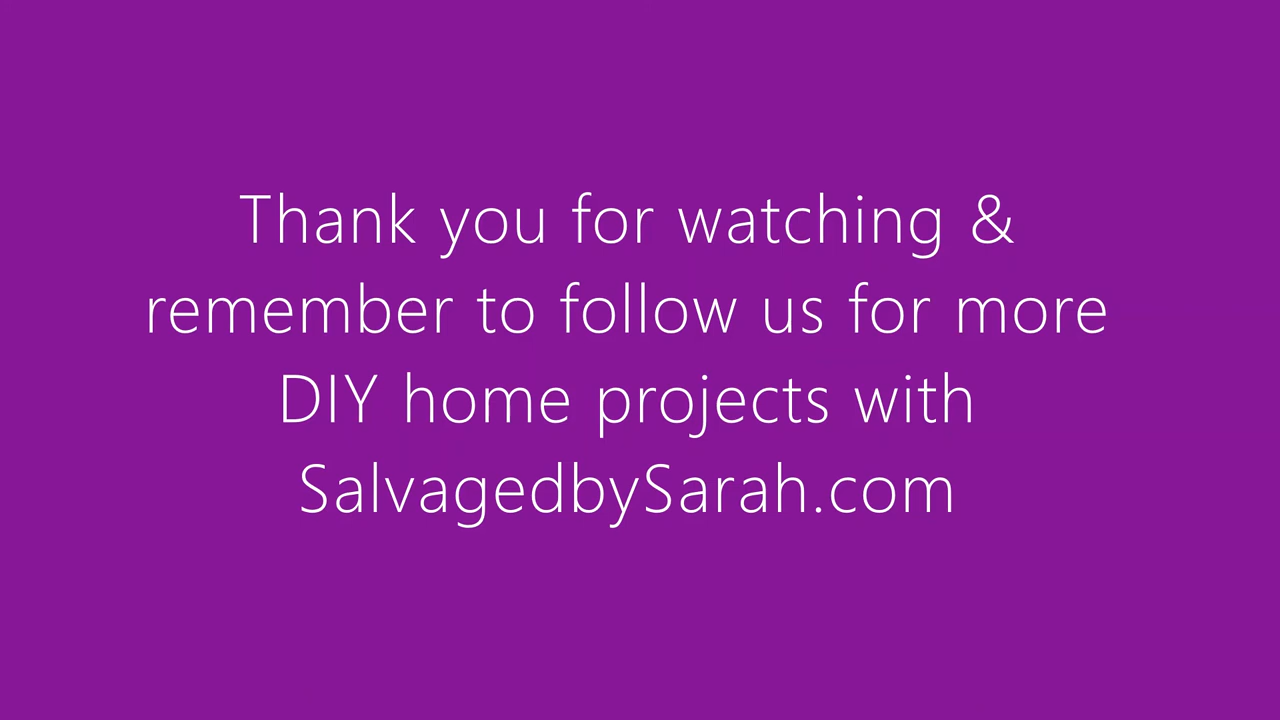 Thank you for watching &
remember to follow us for more
DIY home projects with
SalvagedbySarah.com